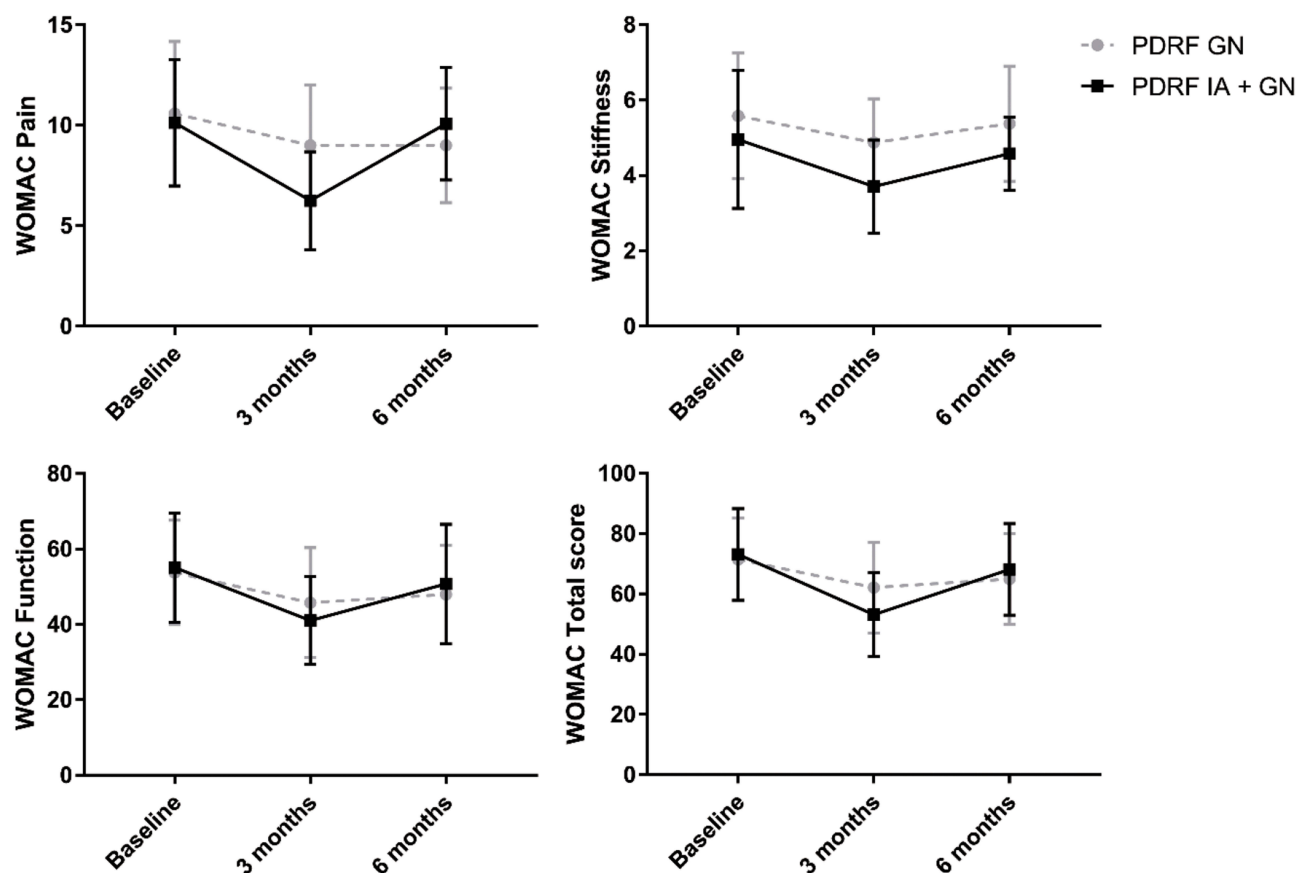 WOMAC Pain
15
10
5
0
Baseline
3 months
6 months
WOMAC Stiffness
8
6
4
2
0
Baseline
3 months
6 months
PDRF GN
PDRF IA + GN
WOMAC Function
80
60
40
20
0
Baseline
3 months
6 months
WOMAC Total score
100
80
60
40
20
0
Baseline
3 months
6 months